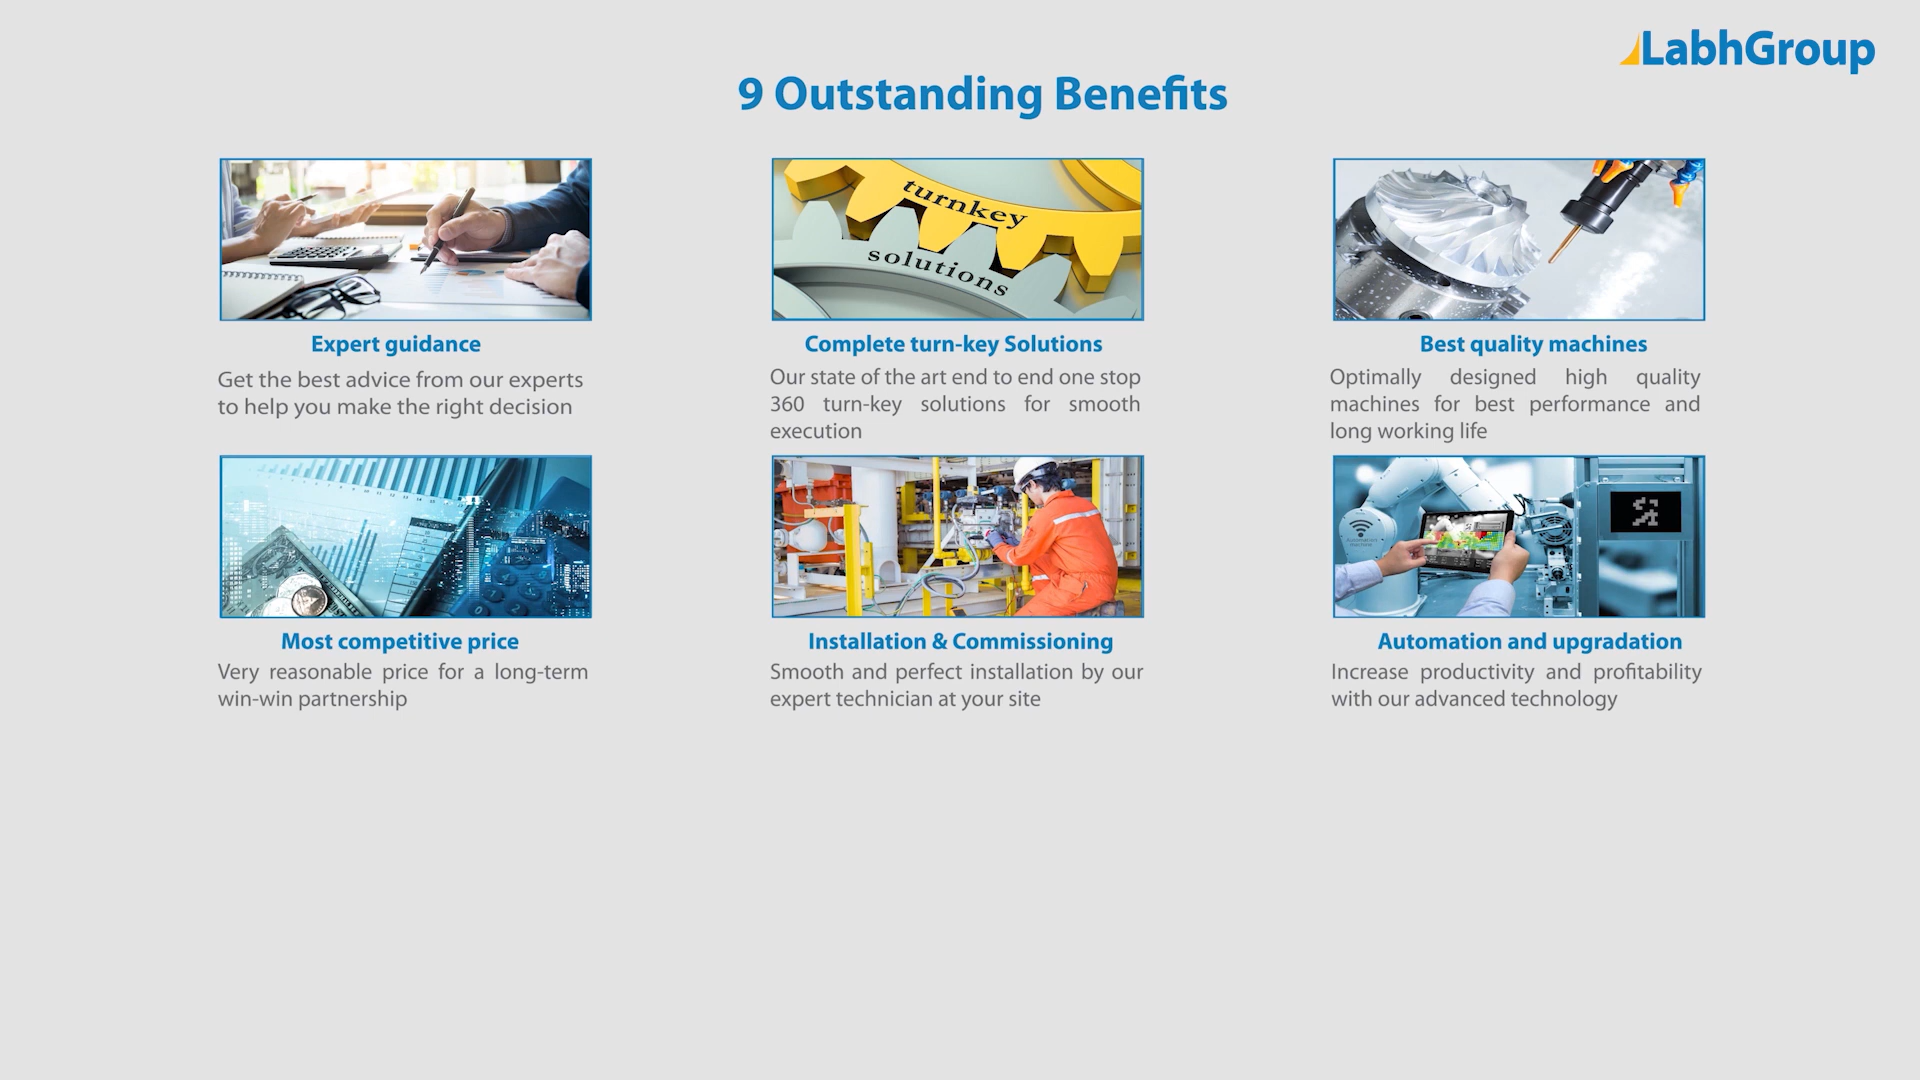 LabhGroup
9 Outstanding Benefits
turnkey
solutions
Expert guidance
Get the best advice from our experts
to help you make the right decision
Complete turn-key Solutions
Our state of the art end to end one stop
360 turn-key solutions for smooth
execution
Best quality machines
Optimally designed high quality
machines for best performance and
long working life
Most competitive price
Very reasonable price for a long-term
win-win partnership
Installation & Commissioning
Smooth and perfect installation by our
expert technician at your site
Automation and upgradation
Increase productivity and profitability
with our advanced technology